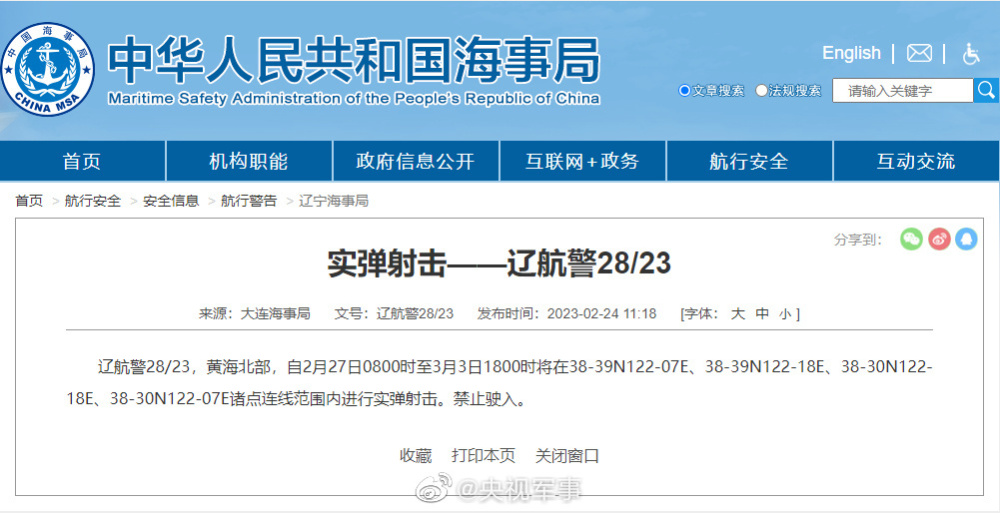 中国海事局
CHINA MSA
中华人民共和国海事局
Maritime Safety Administration of the People's Republic of China
English
文章搜索 法规搜索 请输入关键字
首页 机构职能 政府信息公开 互联网+政务 航行安全 互动交流
首页 > 航行安全 > 安全信息 > 航行警告 > 辽宁海事局
分享到:
实弹射击——辽航警28/23
来源：大连海事局 文号：辽航警28/23 发布时间：2023-02-24 11:18 [字体： 大 中 小 ]
辽航警28/23，黄海北部，自2月27日0800时至3月3日1800时将在38-39N122-07E、38-39N122-18E、38-30N122-
18E、38-30N122-07E诸点连线范围内进行实弹射击。禁止驶入。
收藏 打印本页 关闭窗口
@央视军事